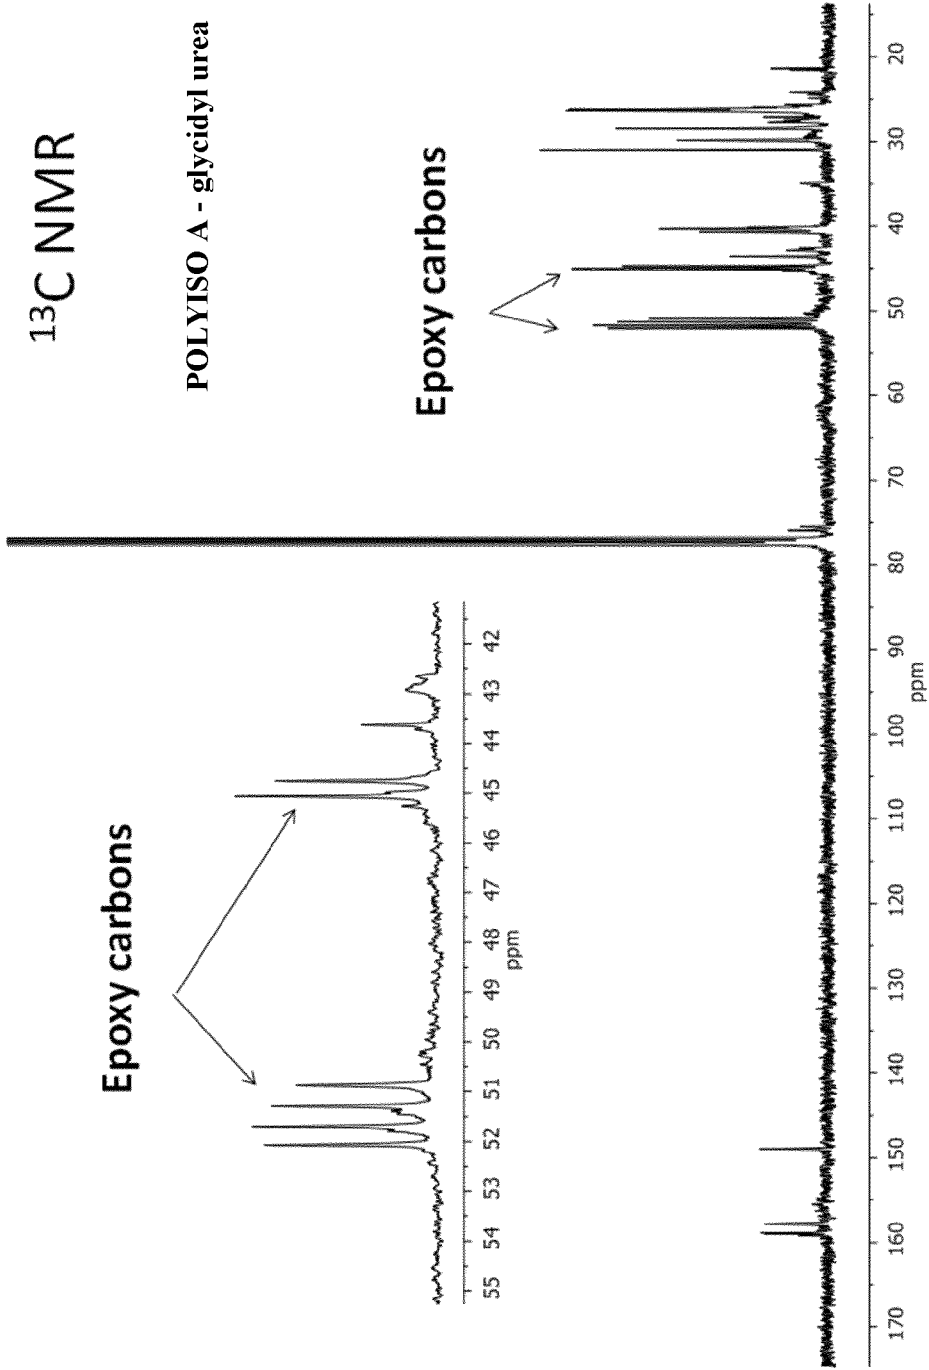 13C NMR
POLYISO A - glycidyl urea
Epoxy carbons
Epoxy carbons
55 54 53 52 51 50 49 48 47 46 45 44 43 42
ppm
170 160 150 140 130 120 110 100 90 80 70 60 50 40 30 20
ppm